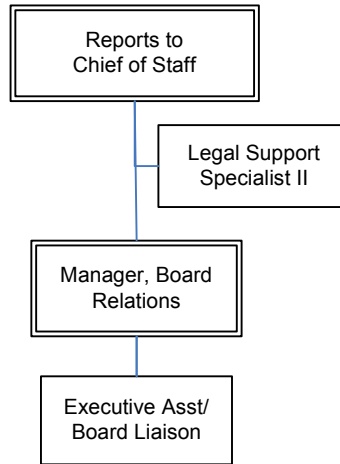 Reports to
Chief of Staff
Legal Support
Specialist II
Manager, Board
Relations
Executive Asst/
Board Liaison